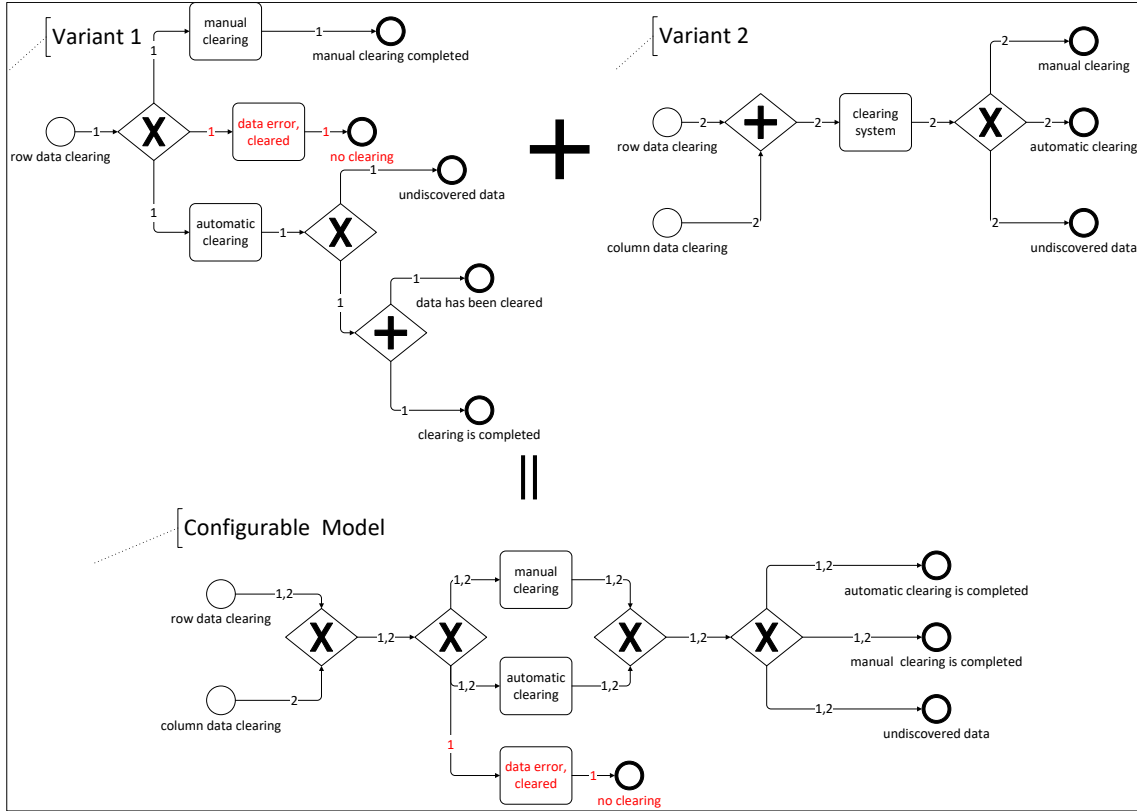 Variant 1
manual
clearing
1
1
manual clearing completed
row data clearing
1
X
1
data error,
cleared
1
no clearing
1
automatic
clearing
1
X
1
undiscovered data
1
+
1
data has been cleared
1
clearing is completed
+
Variant 2
row data clearing
2
column data clearing
2
+
2
clearing
system
2
X
2
manual clearing
2
automatic clearing
2
undiscovered data
=
Configurable Model
row data clearing
1,2
column data clearing
2
X
1,2
X
1,2
manual
clearing
1,2
1,2
automatic
clearing
1,2
1
data error,
cleared
1
no clearing
X
1,2
X
1,2
automatic clearing is completed
1,2
manual clearing is completed
1,2
undiscovered data